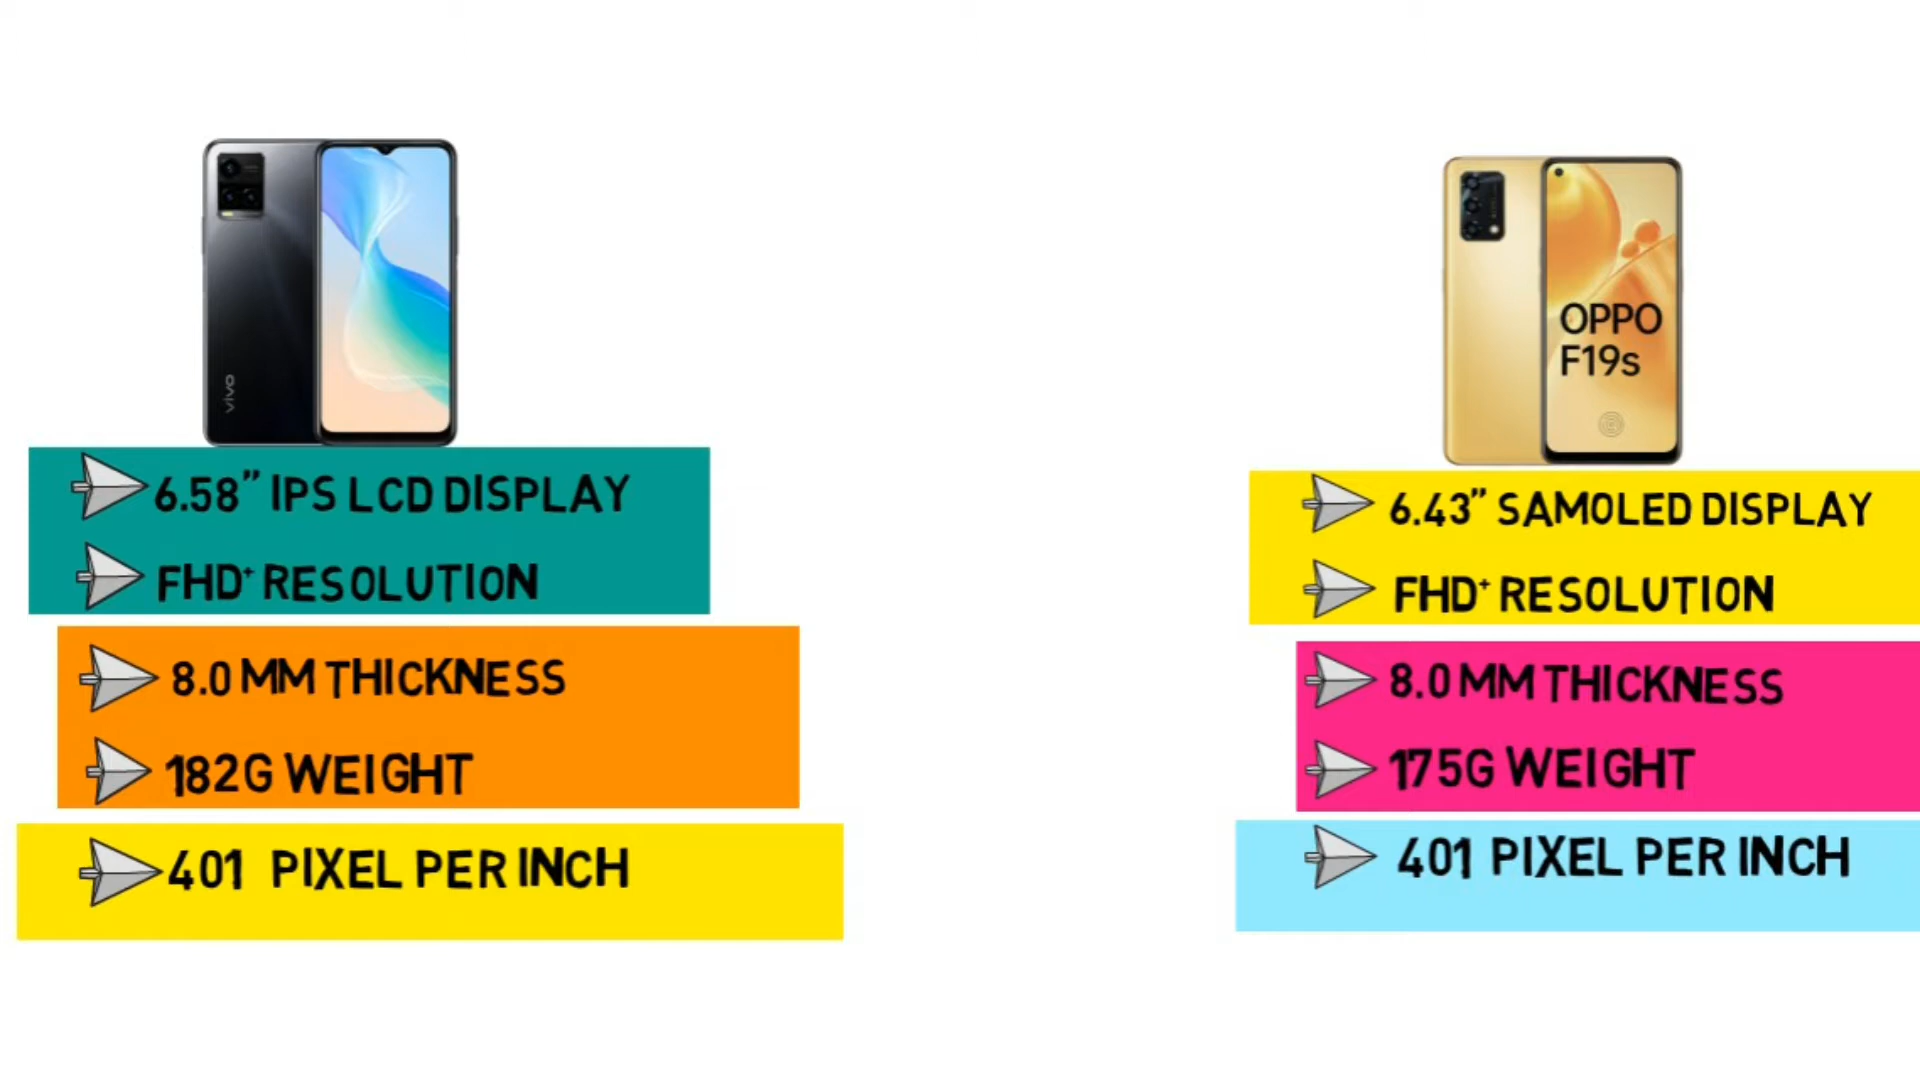 vivo
6.58" IPS LCD DISPLAY
FHD+ RESOLUTION
8.0 MM THICKNESS
182G WEIGHT
401 PIXEL PER INCH
OPPO
F19s
6.43" SAMOLED DISPLAY
FHD+ RESOLUTION
8.0 MM THICKNESS
175G WEIGHT
401 PIXEL PER INCH